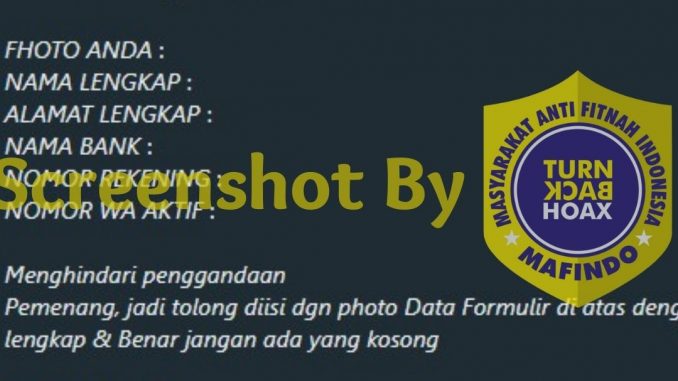 FHOTO ANDA :
NAMA LENGKAP :
ALAMAT LENGKAP :
NAMA BANK :
NOMOR REKENING :
NOMOR WA AKTIF :
Screenshot By
MASYARAKAT ANTI FITNAH INDONESIA
TURN
BACK
HOAX
MAFINDO
Menghindari penggandaan
Pemenang, jadi tolong diisi dgn photo Data Formulir di atas deng
lengkap & Benar jangan ada yang kosong